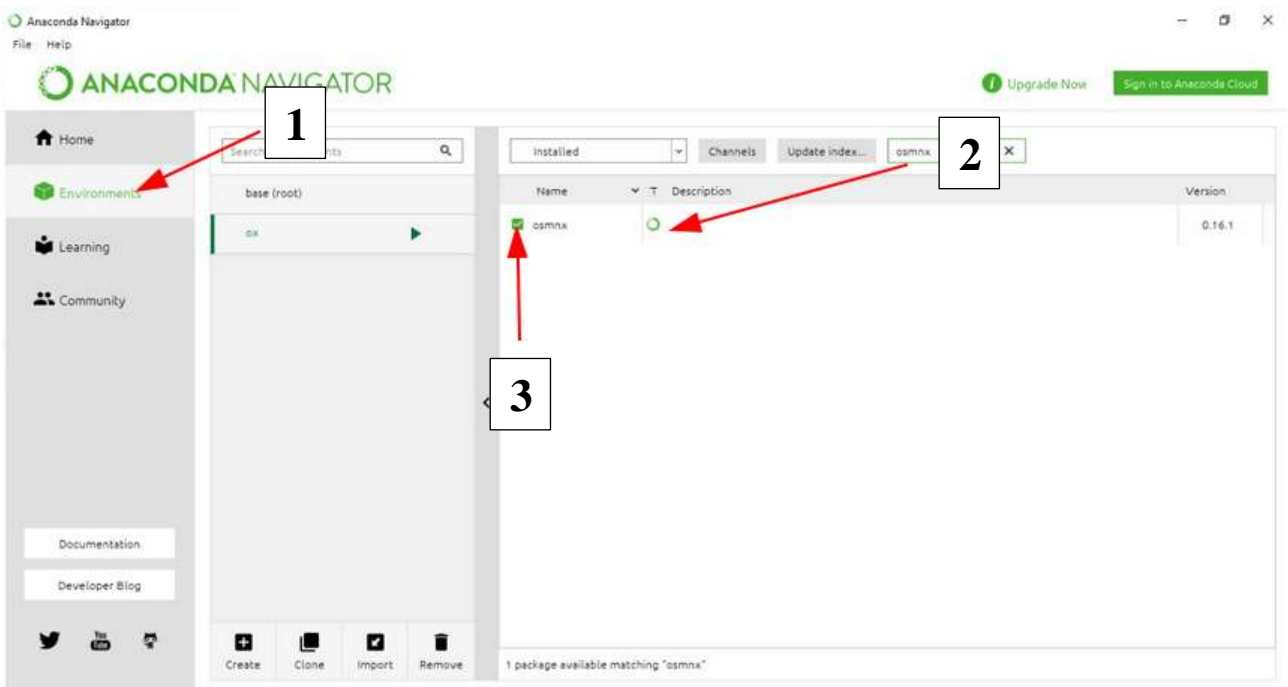 Anaconda Navigator
File Help
ANACONDA NAVIGATOR
Upgrade Now
Sign in to Anaconda Cloud
1
2
3
Home
Environments
Learning
Community
Documentation
Developer Blog
You
Tube
base (root)
ox
Create Clone Import Remove
Installed
Channels
Update index...
osmnx
Name T Description Version
osmnx 0.16.1
1 package available matching "osmnx"